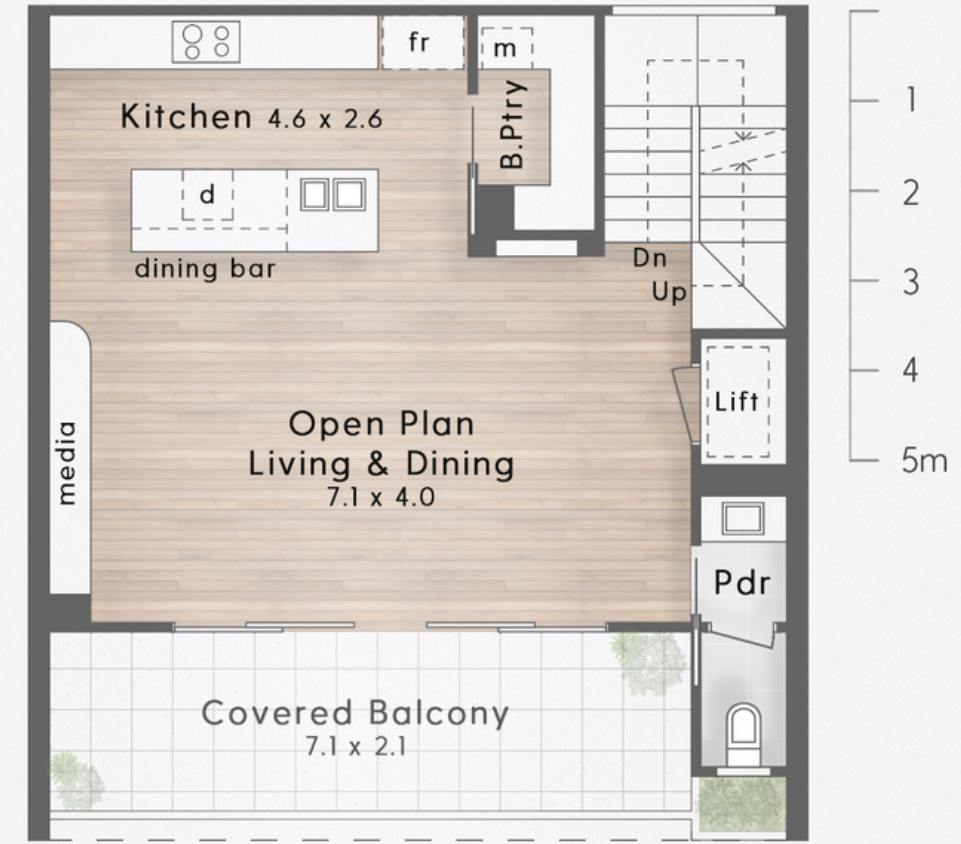 fr
m
Kitchen 4.6 x 2.6
B.Ptry
1
d
2
dining bar
Dn
Up
3
4
Lift
media
Open Plan
Living & Dining
7.1 x 4.0
5m
Pdr
Covered Balcony
7.1 x 2.1